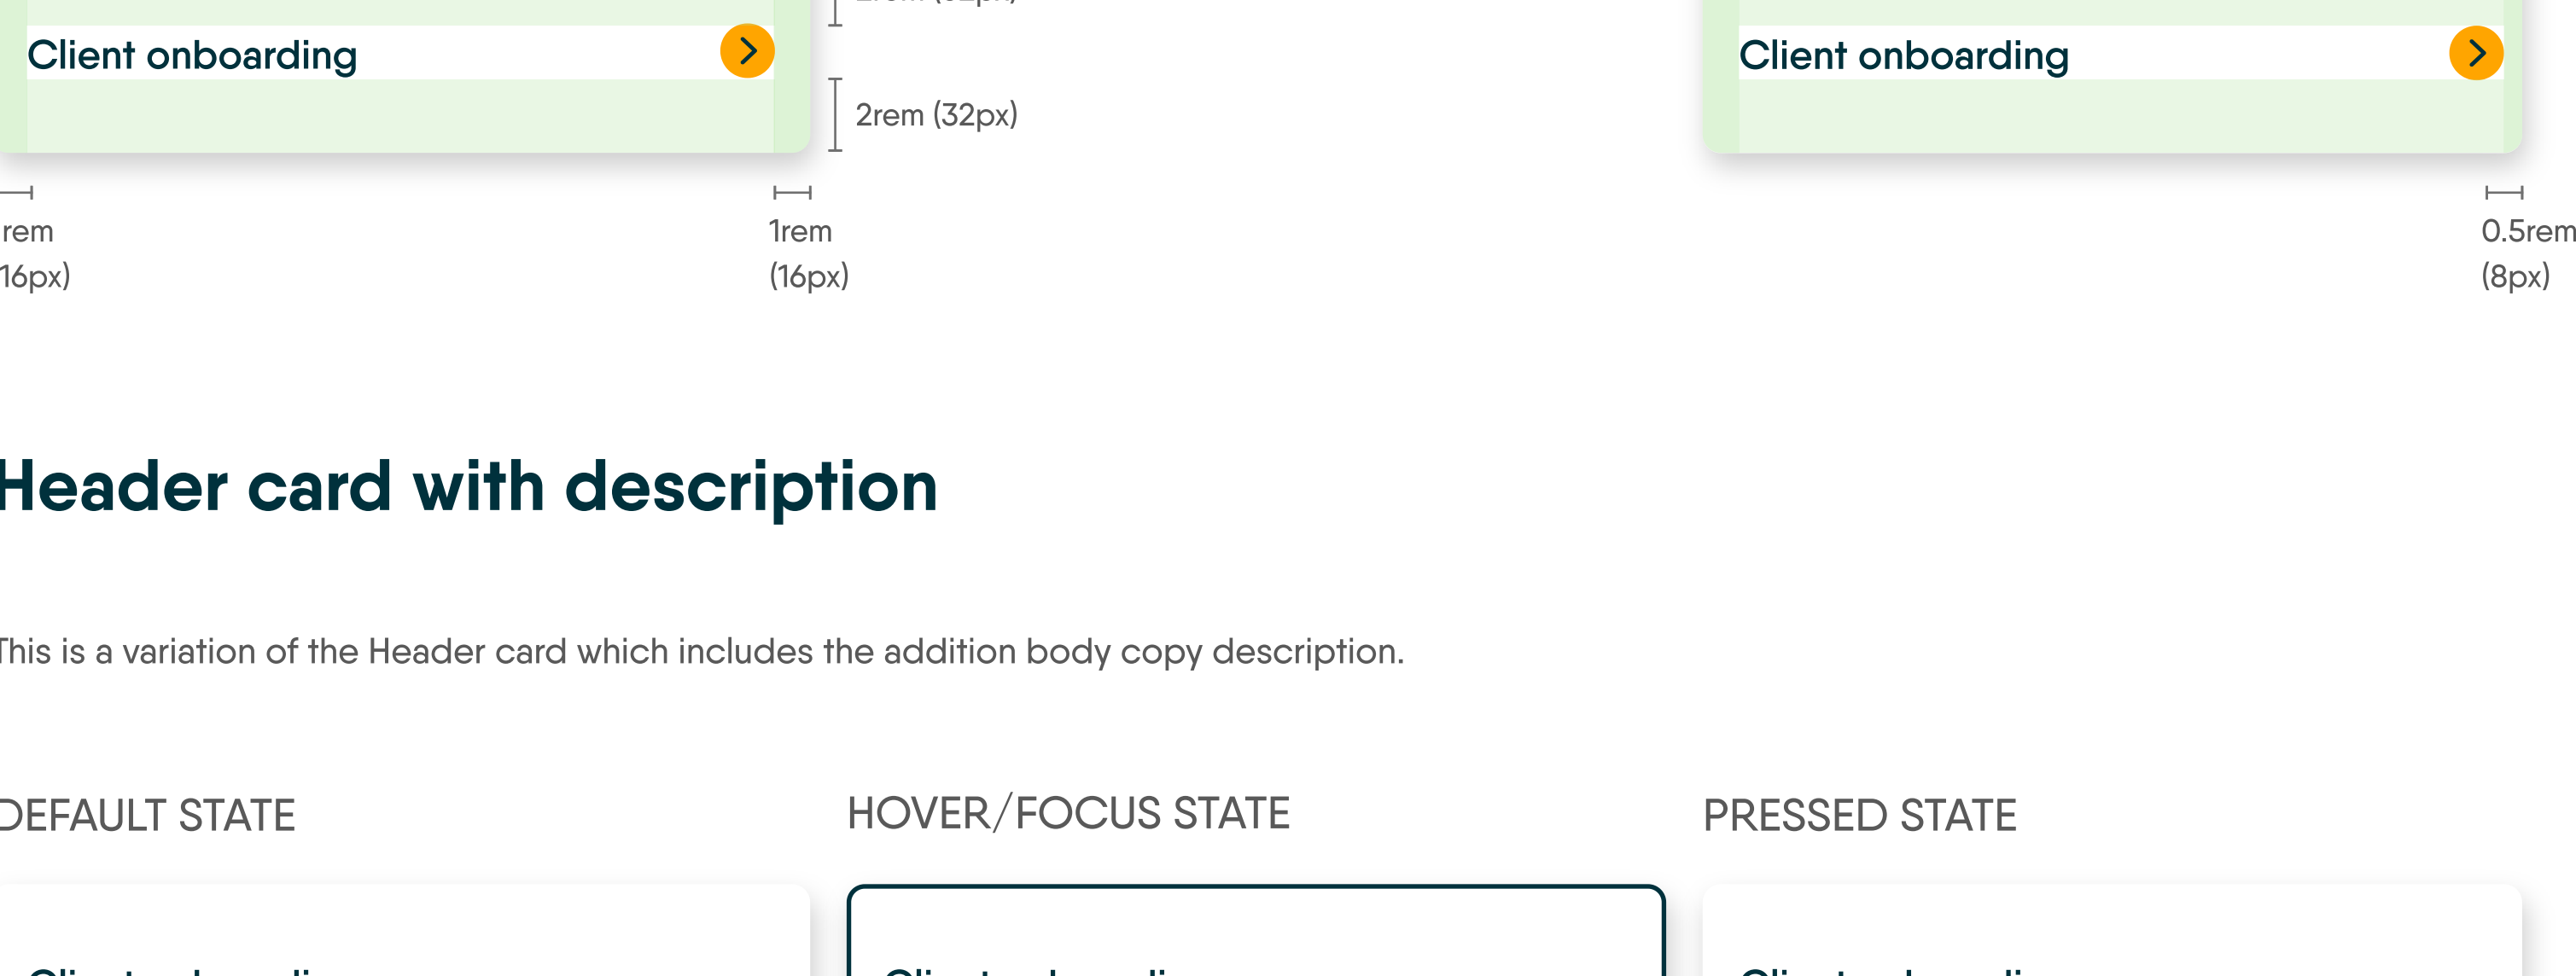 Client onboarding
Client onboarding
2rem (32px)
rem
16px)
1rem
(16px)
0.5rem
(8px)
Header card with description
This is a variation of the Header card which includes the addition body copy description.
DEFAULT STATE
HOVER/FOCUS STATE
PRESSED STATE